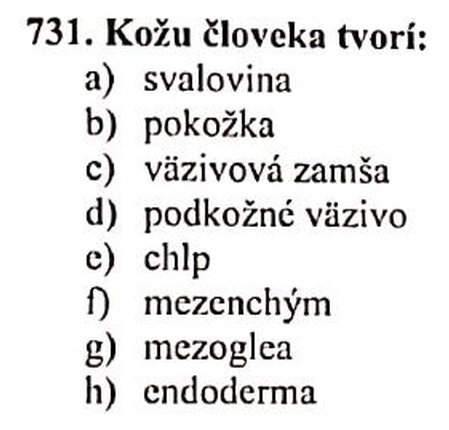 731. Kožu človeka tvorí:
a) svalovina
b) pokožka
c) väzivová zamša
d) podkožné väzivo
e) chlp
f) mezenchým
g) mezoglea
h) endoderma